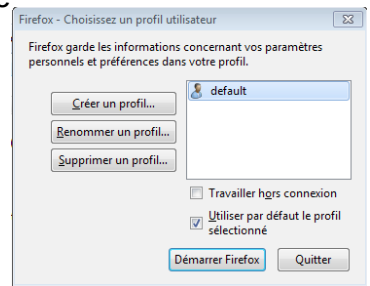 Firefox - Choisissez un profil utilisateur
Firefox garde les informations concernant vos paramètres
personnels et préférences dans votre profil.
Créer un profil...
default
Renommer un profil...
Supprimer un profil...
Travailler hors connexion
Utiliser par défaut le profil
sélectionné
Démarrer Firefox
Quitter